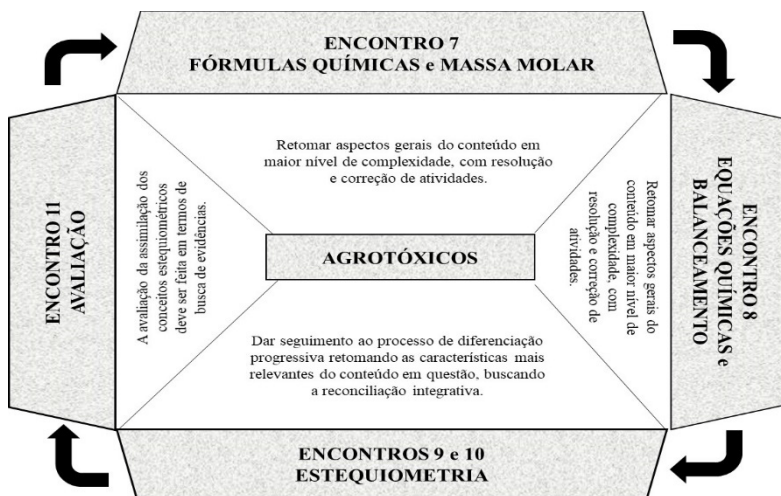 ENCONTRO 7
FÓRMULAS QUÍMICAS e MASSA MOLAR
Retomar aspectos gerais do conteúdo em
maior nível de complexidade, com resolução
e correção de atividades.
ENCONTRO 8
EQUAÇÕES QUÍMICAS e
BALANCEAMENTO
Retomar aspectos gerais do
conteúdo em maior nível de
complexidade, com
resolução e correção de
atividades.
AGROTÓXICOS
Dar seguimento ao processo de diferenciação
progressiva retomando as características mais
relevantes do conteúdo em questão, buscando
a reconciliação integrativa.
ENCONTROS 9 e 10
ESTEQUIOMETRIA
ENCONTRO 11
AVALIAÇÃO
A avaliação da assimilação dos
conceitos estequiométricos
deve ser feita em termos de
busca de evidências.